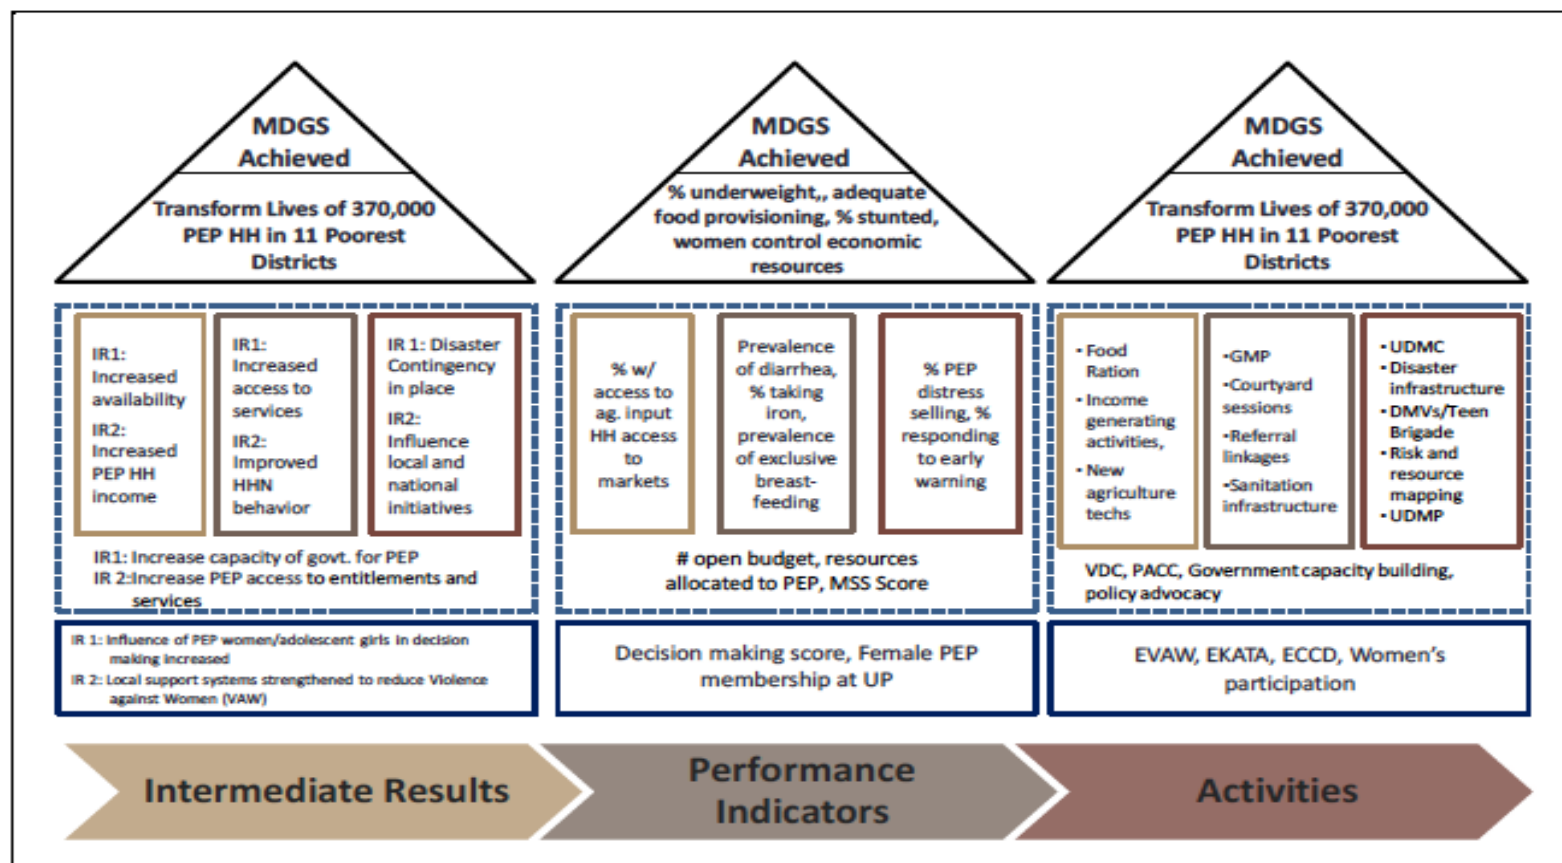 MDGS
Achieved
Transform Lives of 370,000
PEP HH in 11 Poorest
Districts
IR1:
Increased
availability
IR2:
Increased
PEP HH
income
IR1:
Increased
access to
services
IR2:
Improved
HHN
behavior
IR 1: Disaster
Contingency
in place
IR2:
Influence
local and
national
initiatives
IR1: Increase capacity of govt. for PEP
IR 2:Increase PEP access to entitlements and
services
IR 1: Influence of PEP women/adolescent girls in decision
making increased
IR 2: Local support systems strengthened to reduce Violence
against Women (VAW)
MDGS
Achieved
% underweight,, adequate
food provisioning, % stunted,
women control economic
resources
% w/
access to
ag. input
HH access
to
markets
Prevalence
of diarrhea,
% taking
iron,
prevalence
of exclusive
breast-
feeding
% PEP
distress
selling, %
responding
to early
warning
# open budget, resources
allocated to PEP, MSS Score
Decision making score, Female PEP
membership at UP
MDGS
Achieved
Transform Lives of 370,000
PEP HH in 11 Poorest
Districts
• Food
Ration
• Income
generating
activities,
• New
agriculture
techs
•GMP
•Courtyard
sessions
• Referral
linkages
•Sanitation
infrastructure
• UDMC
• Disaster
infrastructure
• DMVs/Teen
Brigade
• Risk and
resource
mapping
• UDMP
VDC, PACC, Government capacity building,
policy advocacy
EVAW, EKATA, ECCD, Women's
participation
Intermediate Results
Performance
Indicators
Activities